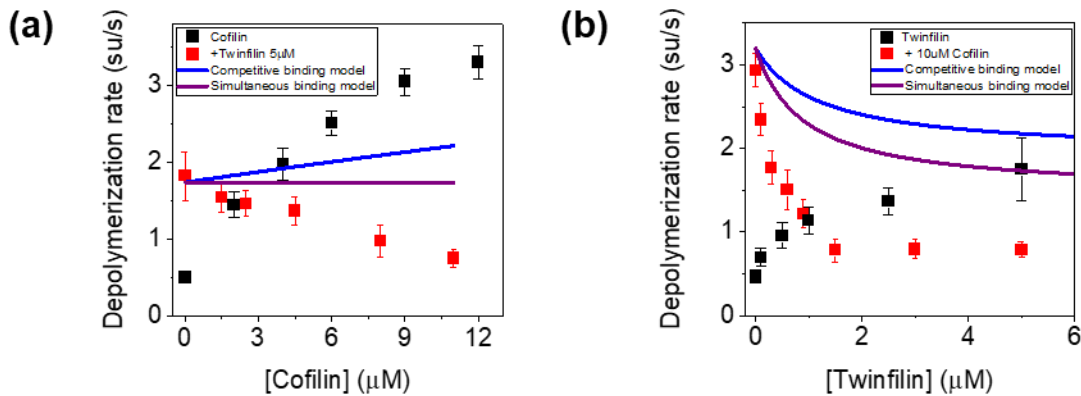 (a)
Depolymerization rate (su/s)
3
2
1
0
Cofilin
+Twinfilin 5μM
Competitive binding model
Simultaneous binding model
0 3 6 9 12
[Cofilin] (μM)
(b)
Depolymerization rate (su/s)
3
2
1
0
Twinfilin
+ 10uM Cofilin
Competitive binding model
Simultaneous binding model
0 2 4 6
[Twinfilin] (μM)